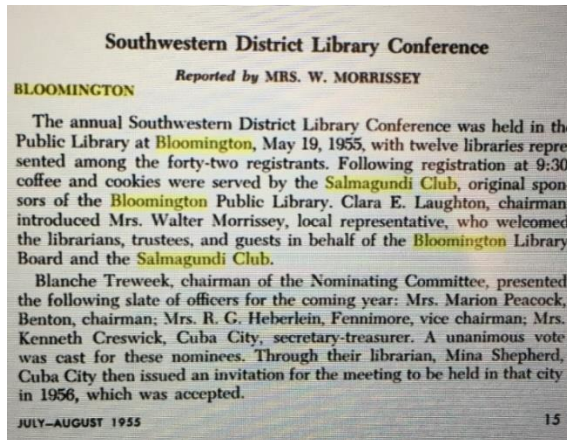 Southwestern District Library Conference
Reported by MRS. W. MORRISSEY
BLOOMINGTON
The annual Southwestern District Library Conference was held in the
Public Library at Bloomington, May 19, 1955, with twelve libraries repre
sented among the forty-two registrants. Following registration at 9:30
coffee and cookies were served by the Salmagundi Club, original spon
sors of the Bloomington Public Library. Clara E. Laughton, chairman
introduced Mrs. Walter Morrissey, local representative, who welcomed
the librarians, trustees, and guests in behalf of the Bloomington Library
Board and the Salmagundi Club.
Blanche Treweek, chairman of the Nominating Committee, presented
the following slate of officers for the coming year: Mrs. Marion Peacock,
Benton, chairman; Mrs. R. G. Heberlein, Fennimore, vice chairman; Mrs.
Kenneth Creswick, Cuba City, secretary-treasurer. A unanimous vote
was cast for these nominees. Through their librarian, Mina Shepherd,
Cuba City then issued an invitation for the meeting to be held in that city
in 1956, which was accepted.
JULY–AUGUST 1955 15